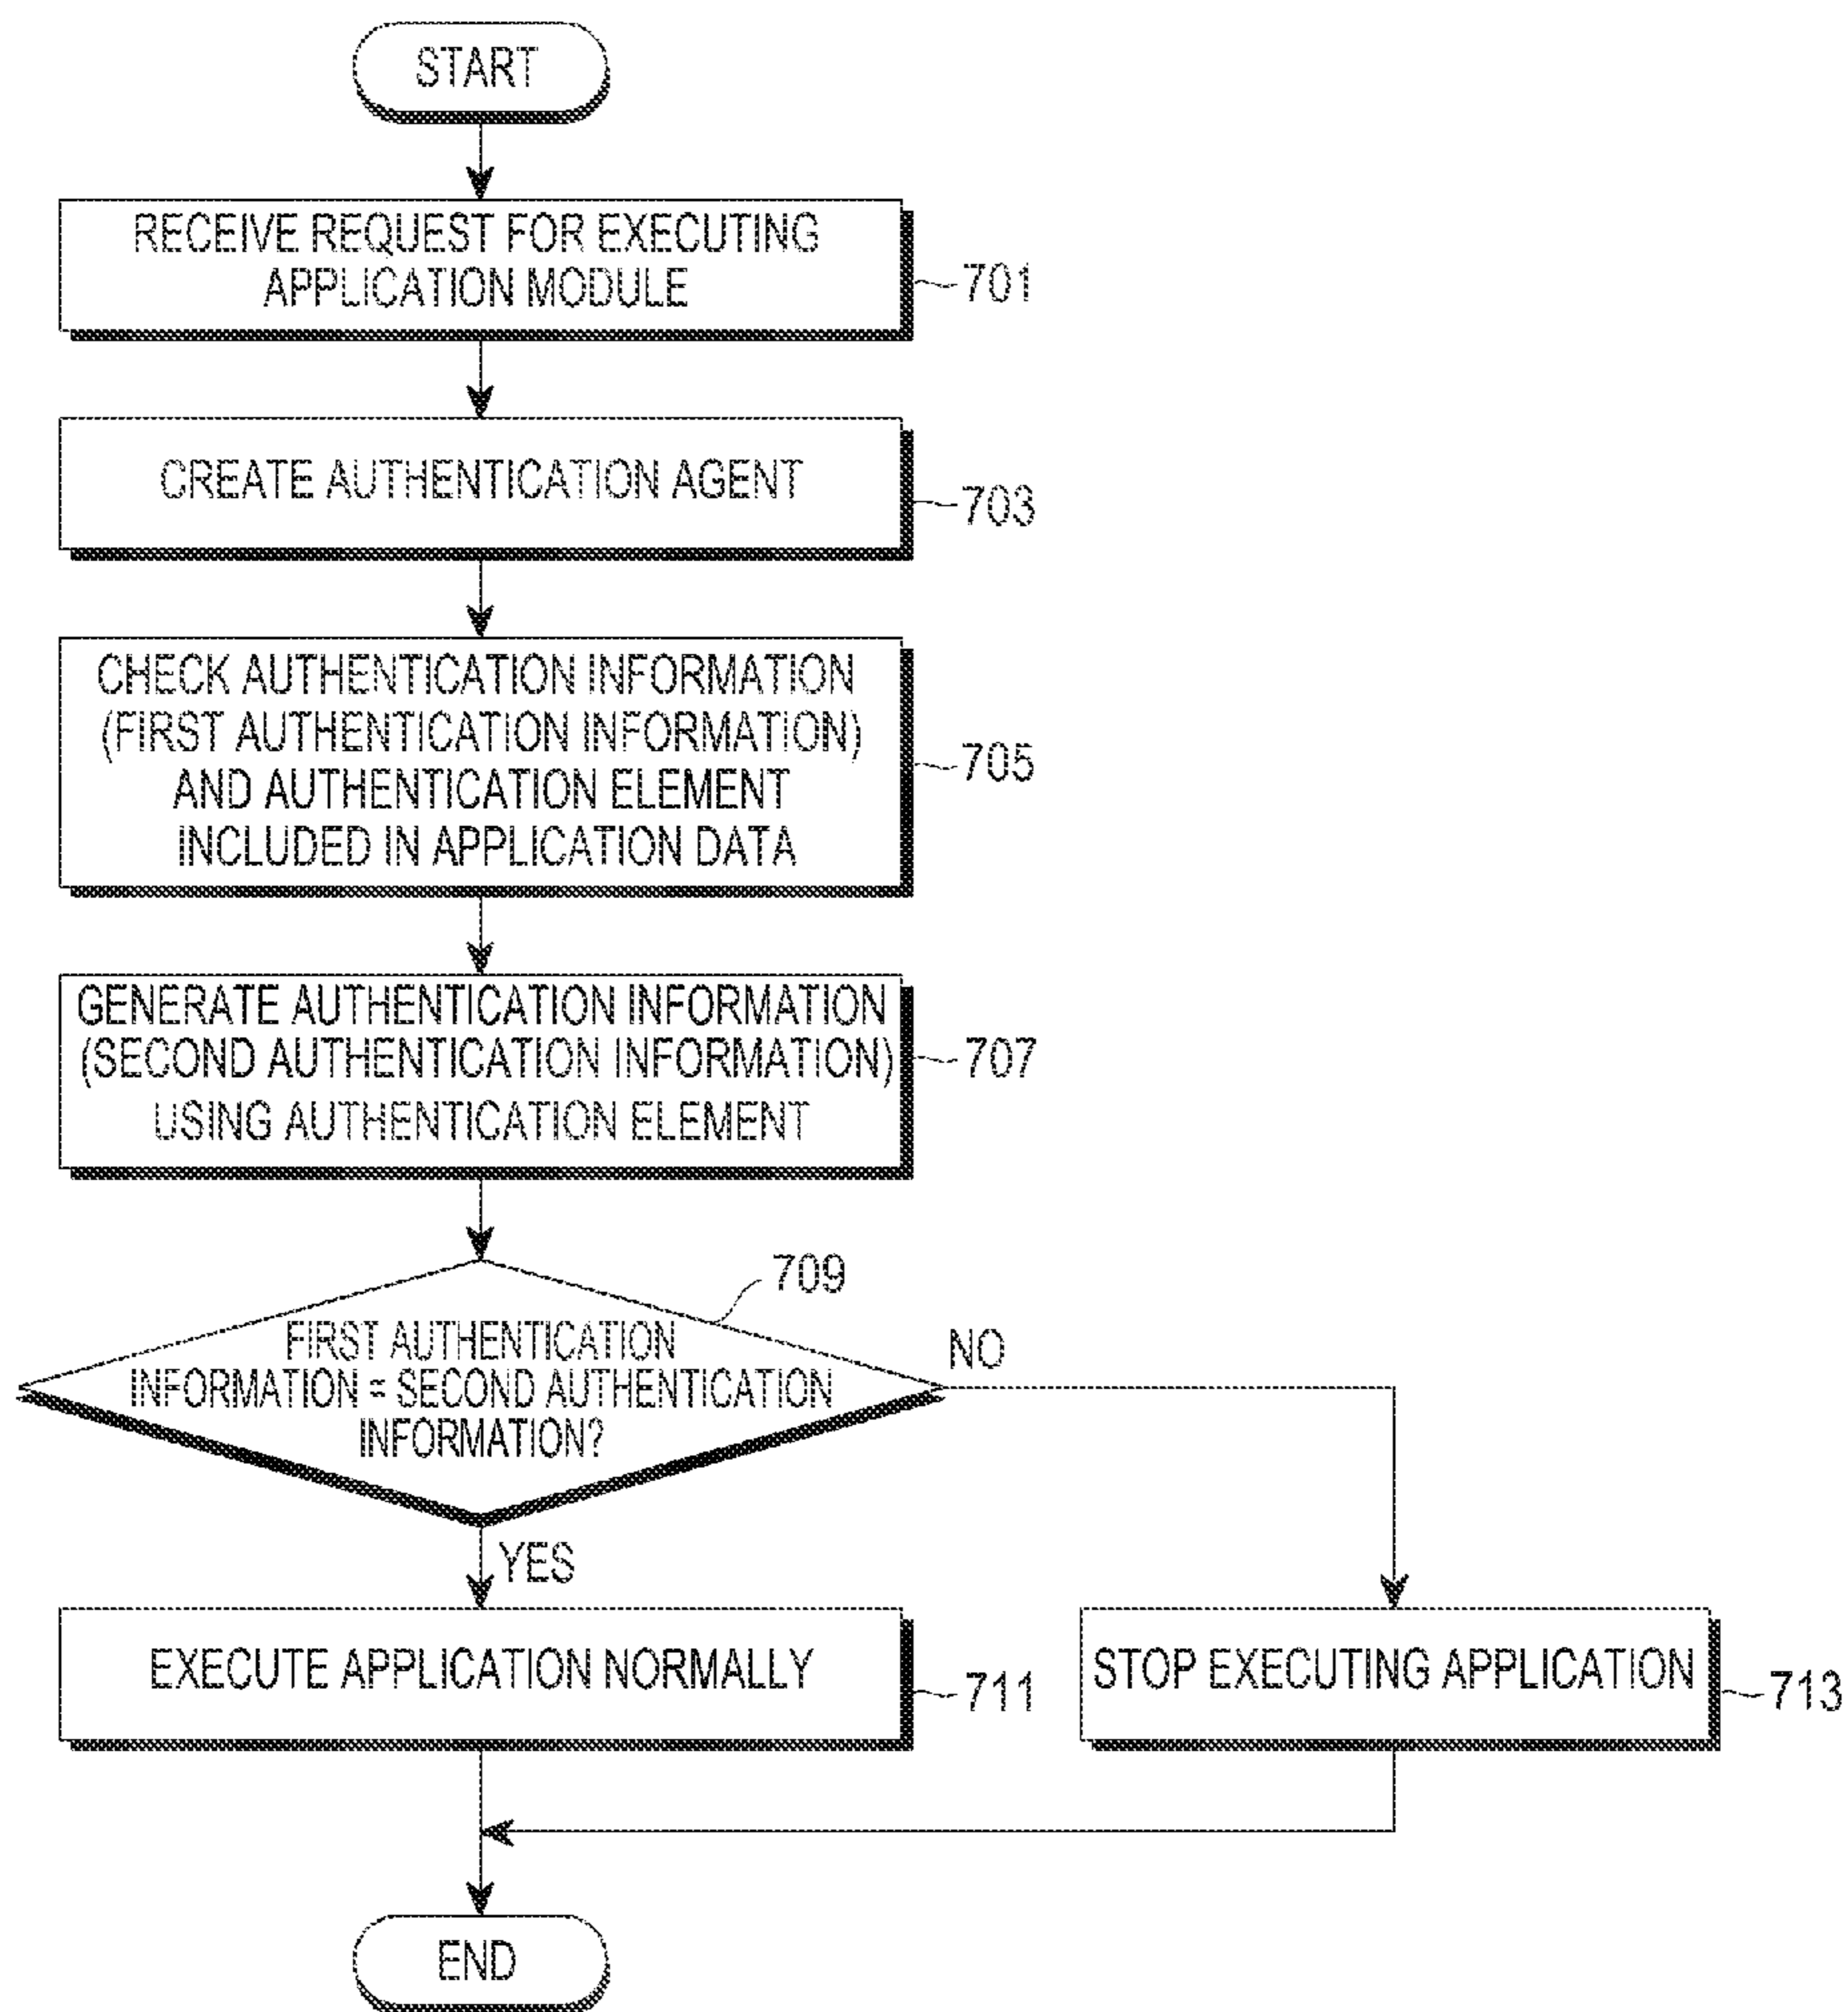 START
RECEIVE REQUEST FOR EXECUTING
APPLICATION MODULE
701
CREATE AUTHENTICATION AGENT
703
CHECK AUTHENTICATION INFORMATION
(FIRST AUTHENTICATION INFORMATION)
AND AUTHENTICATION ELEMENT
INCLUDED IN APPLICATION DATA
705
GENERATE AUTHENTICATION INFORMATION
(SECOND AUTHENTICATION INFORMATION)
USING AUTHENTICATION ELEMENT
707
709
FIRST AUTHENTICATION
INFORMATION = SECOND AUTHENTICATION
INFORMATION?
NO
YES
EXECUTE APPLICATION NORMALLY
711
STOP EXECUTING APPLICATION
713
END